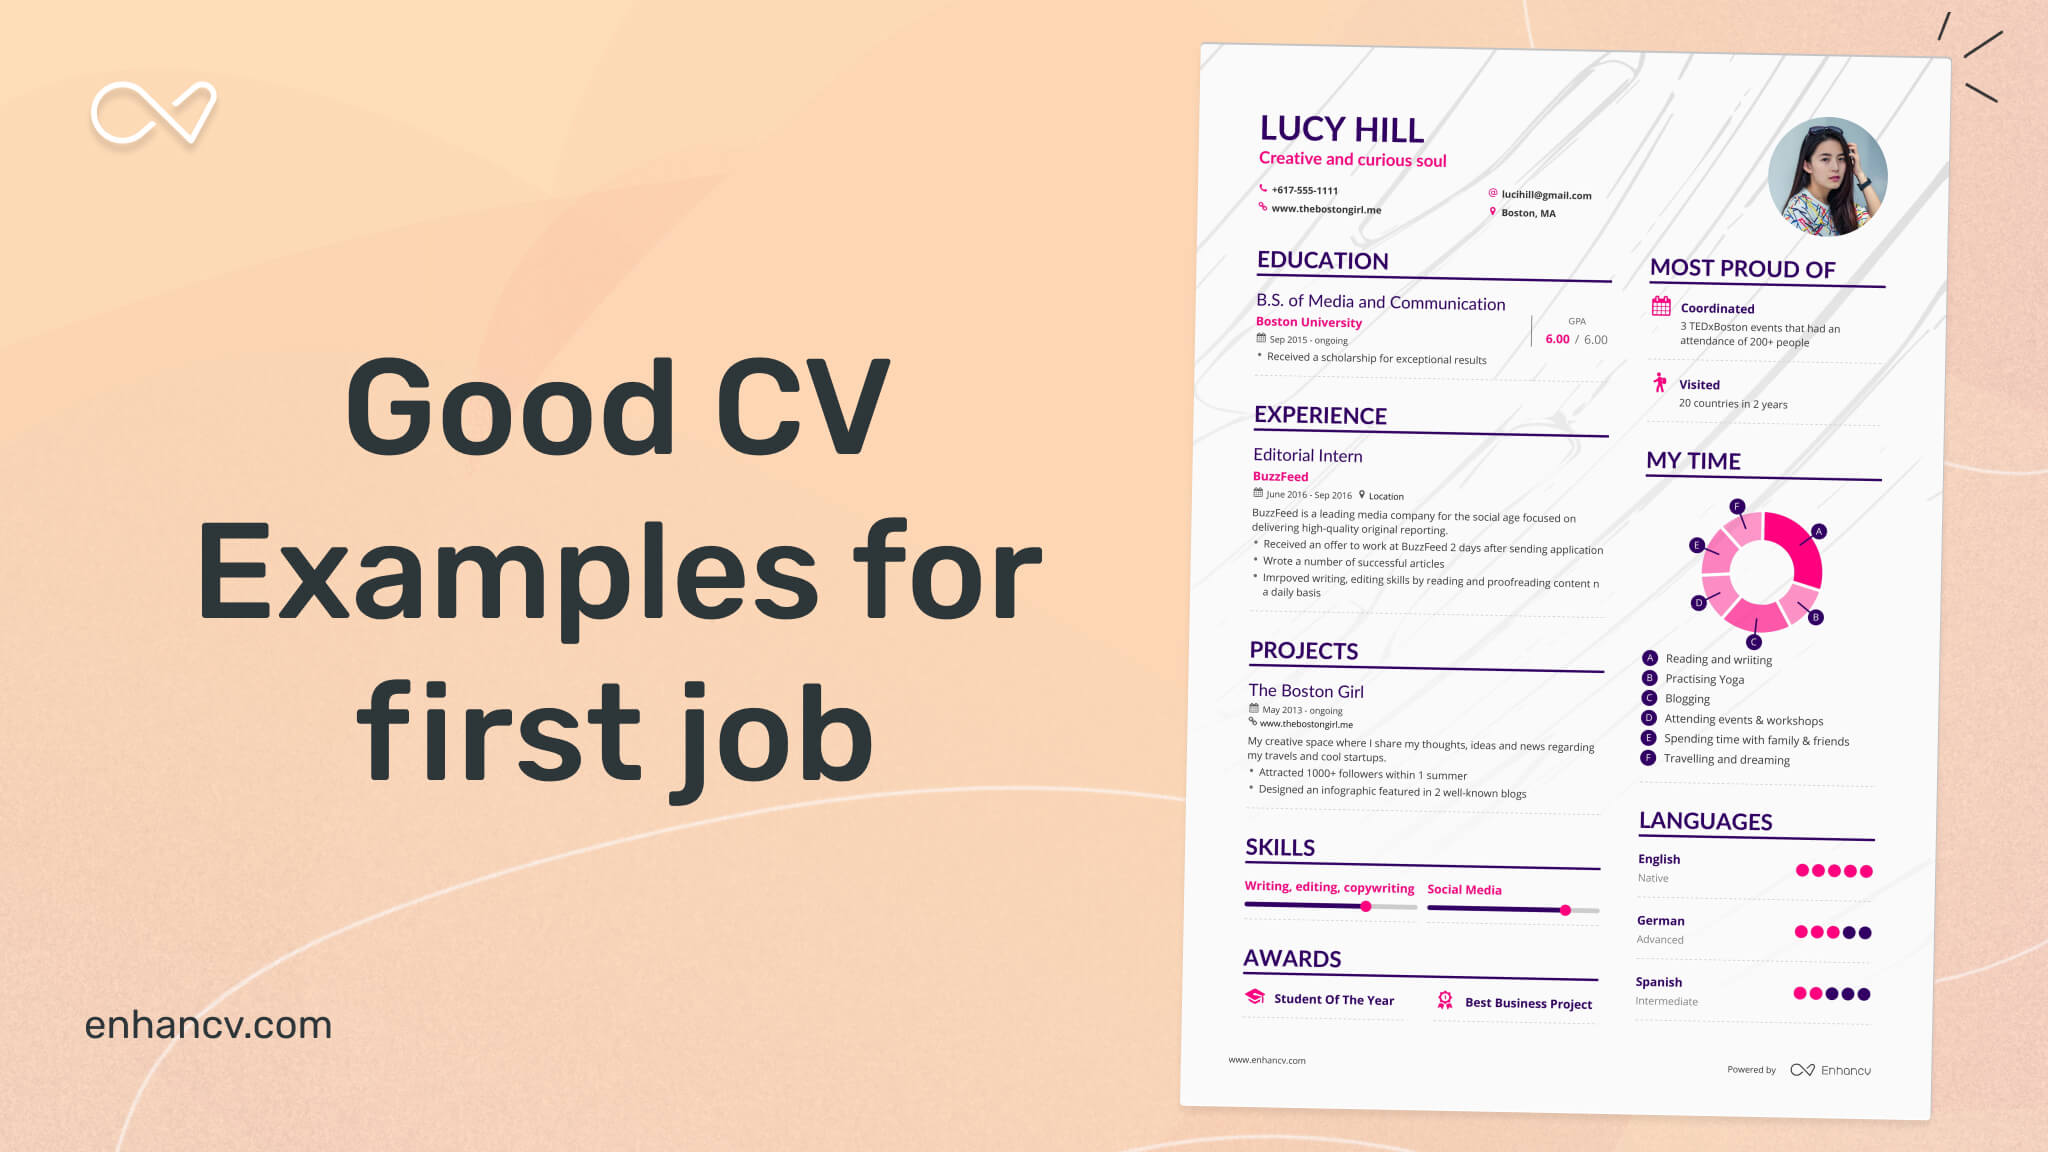 Good CV
Examples for
first job
enhancv.com
LUCY HILL
Creative and curious soul
+617-555-1111
www.thebostongirl.me
@ lucihill@gmail.com
Boston, MA
EDUCATION
B.S. of Media and Communication
Boston University
Sep 2015 - ongoing
• Received a scholarship for exceptional results
GPA
6.00 / 6.00
EXPERIENCE
Editorial Intern
BuzzFeed
June 2016 - Sep 2016 Location
BuzzFeed is a leading media company for the social age focused on
delivering high-quality original reporting.
• Received an offer to work at BuzzFeed 2 days after sending application
• Wrote a number of successful articles
• Imrpoved writing, editing skills by reading and proofreading content n
a daily basis
PROJECTS
The Boston Girl
May 2013 - ongoing
www.thebostongirl.me
My creative space where I share my thoughts, ideas and news regarding
my travels and cool startups.
• Attracted 1000+ followers within 1 summer
• Designed an infographic featured in 2 well-known blogs
SKILLS
Writing, editing, copywriting Social Media
AWARDS
Student Of The Year
Best Business Project
MOST PROUD OF
Coordinated
3 TEDxBoston events that had an
attendance of 200+ people
Visited
20 countries in 2 years
MY TIME
F
A
E
D
B
C
A Reading and wriiting
B Practising Yoga
C Blogging
D Attending events & workshops
E Spending time with family & friends
F Travelling and dreaming
LANGUAGES
English
Native
German
Advanced
Spanish
Intermediate
www.enhancv.com
Powered by Enhancv